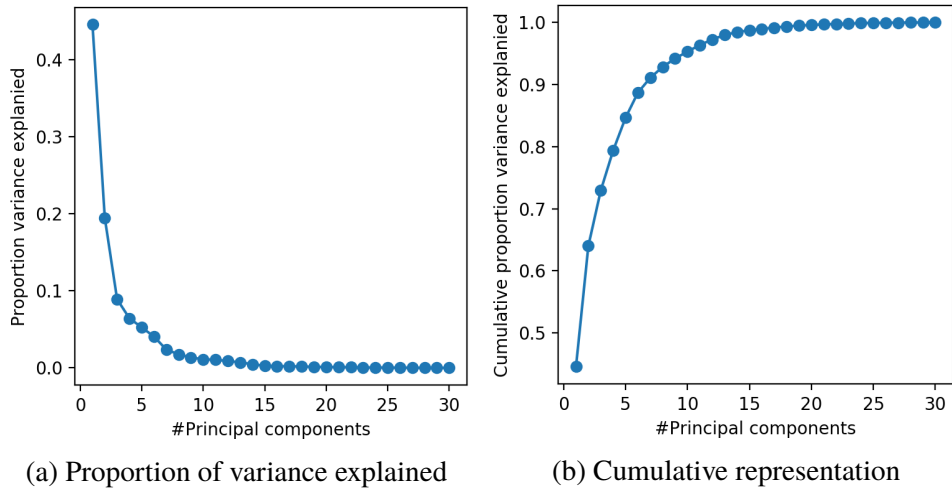 Proportion variance explanied
0.4
0.3
0.2
0.1
0.0
0 5 10 15 20 25 30
#Principal components
(a) Proportion of variance explained
Cumulative proportion variance explanied
1.0
0.9
0.8
0.7
0.6
0.5
0 5 10 15 20 25 30
#Principal components
(b) Cumulative representation